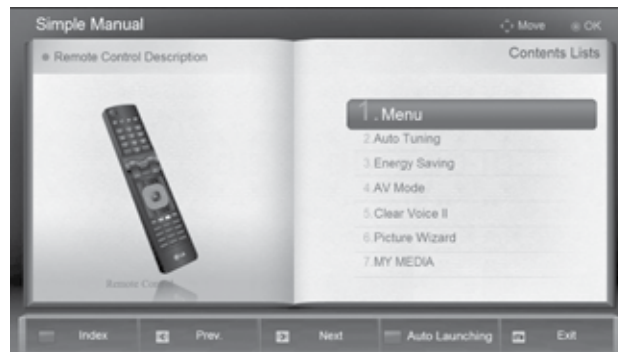 Simple Manual
Move OK
Remote Control Description
Contents Lists
1. Menu
2. Auto Tuning
3. Energy Saving
4. AV Mode
5. Clear Voice II
6. Picture Wizard
7. MY MEDIA
Remote Control
Index Prev. Next Auto Launching Exit